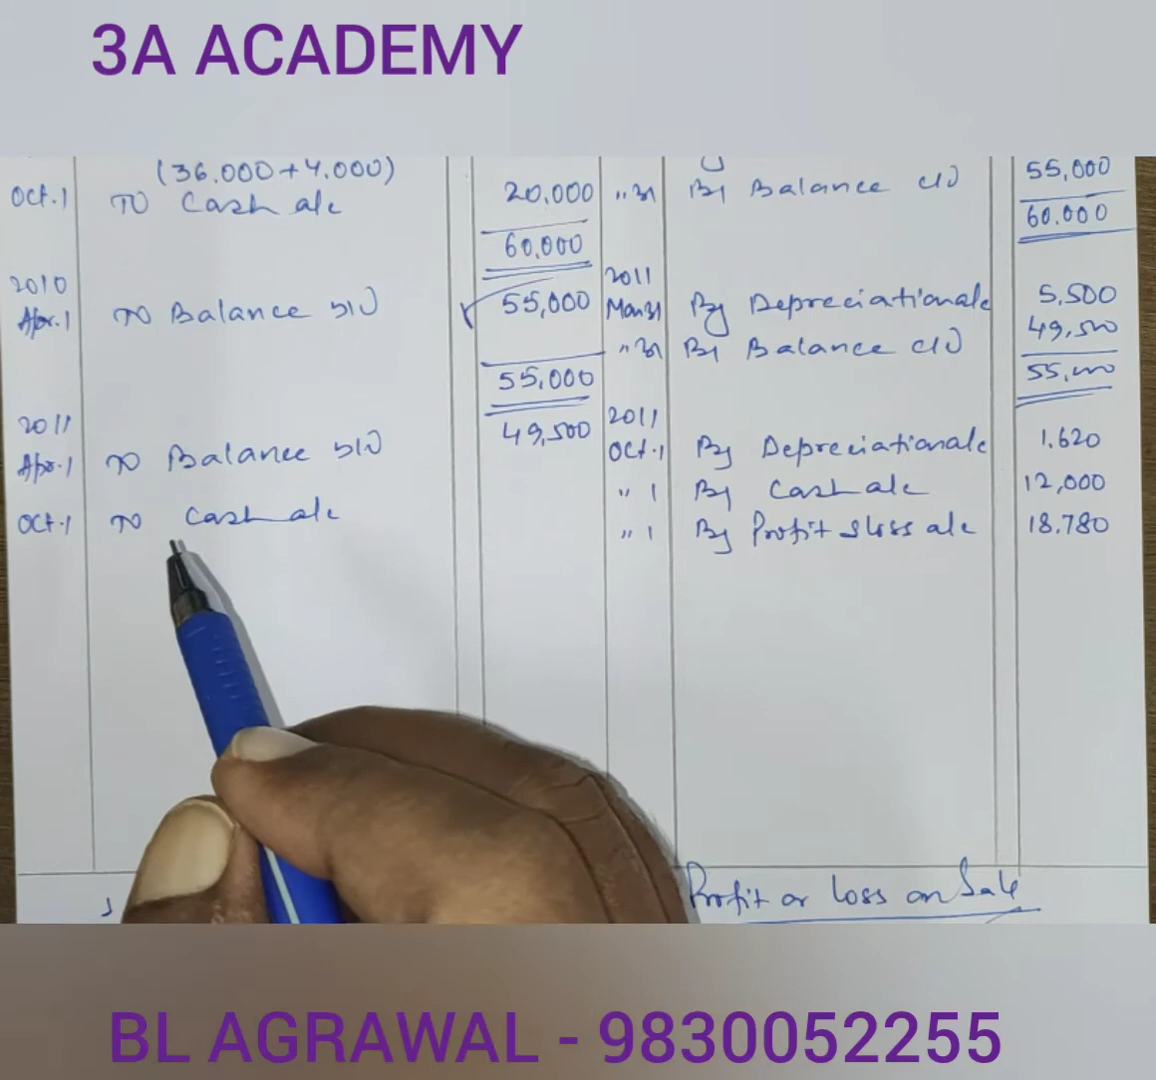 3A ACADEMY
(36.000+4.000)
Oct.1 To Cash a/c 20,000 "31 By Balance c/d 55,000
60,000 60.000
2010 2011
Apr.1 To Balance b/d 55,000 Mar31 By Depreciation a/c 5,500
"31 By Balance c/d 49,500
55,000 55,000
2011 2011
Apr.1 To Balance b/d 49,500 Oct.1 By Depreciation a/c 1.620
" 1 By Cash a/c 12,000
Oct.1 To Cash a/c " 1 By Profit & loss a/c 18.780
Profit or Loss on Sale
BL AGRAWAL - 9830052255